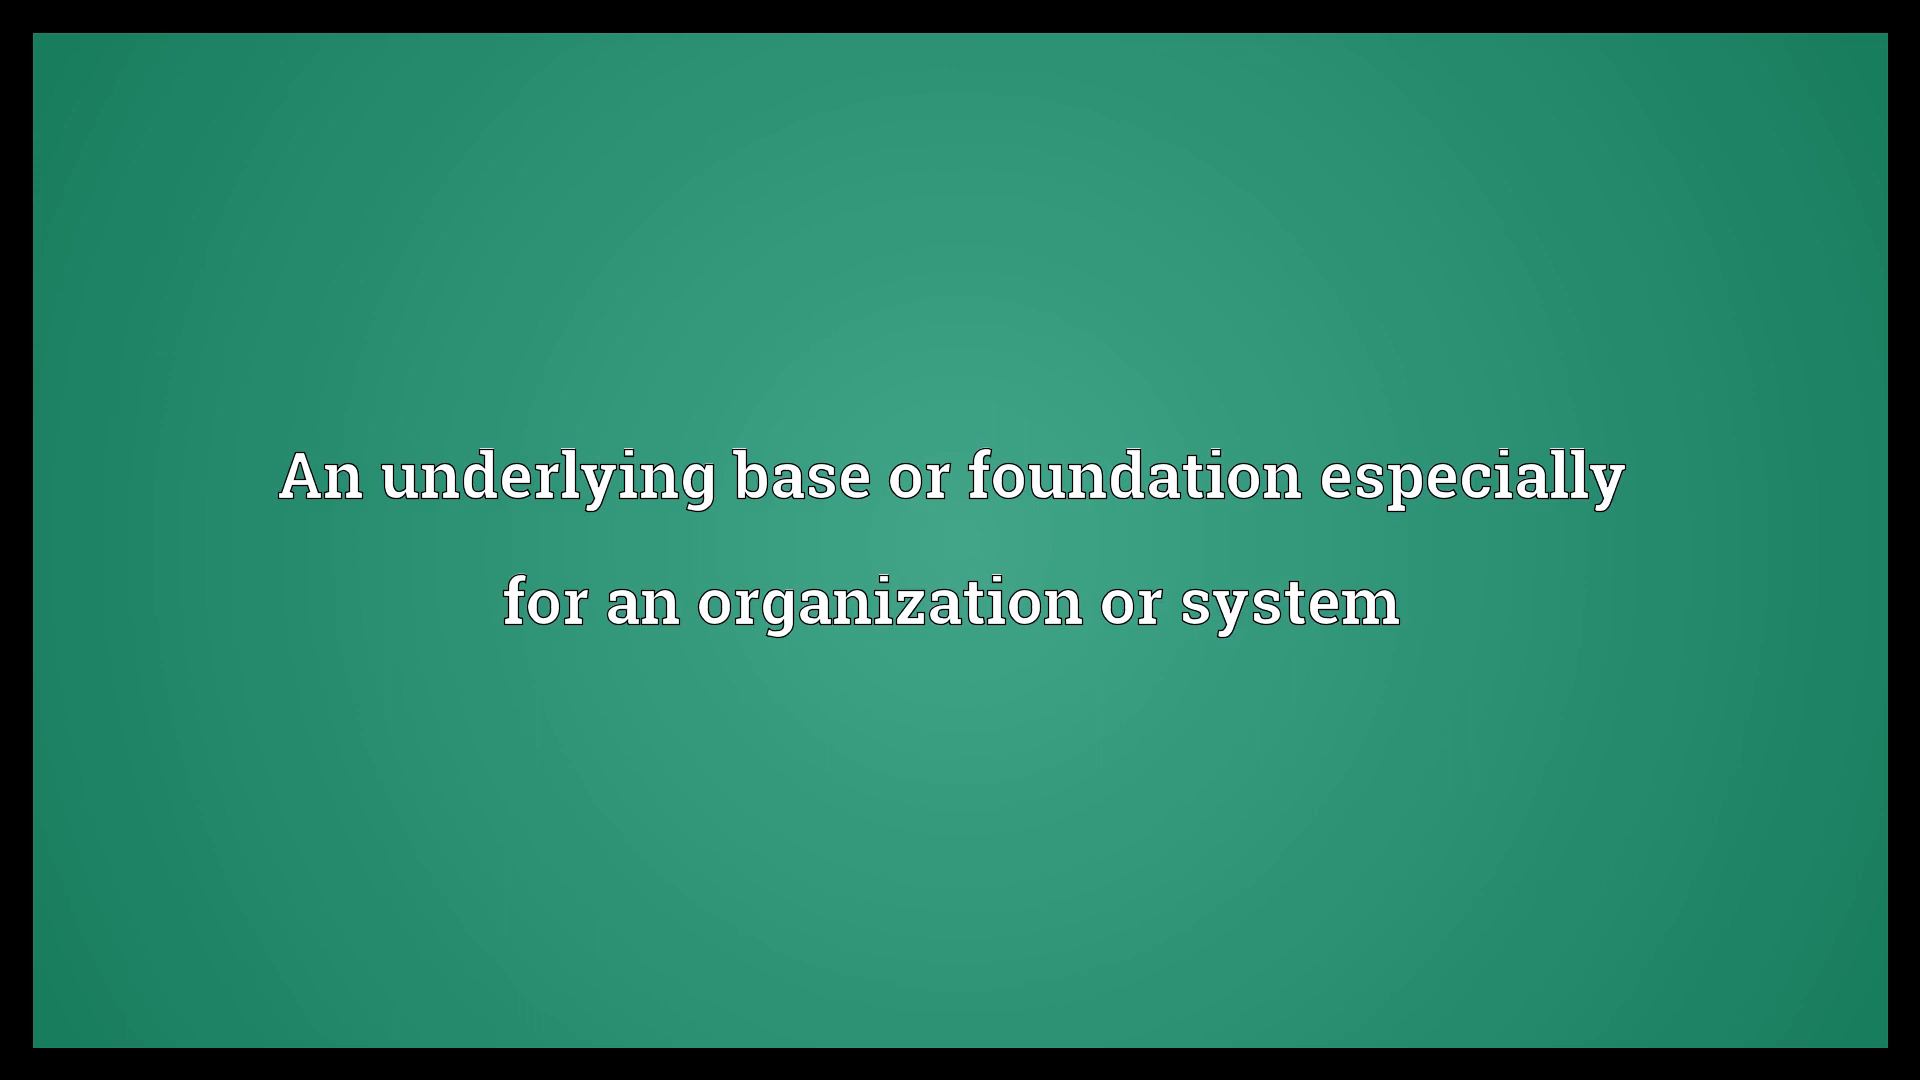 An underlying base or foundation especially
for an organization or system